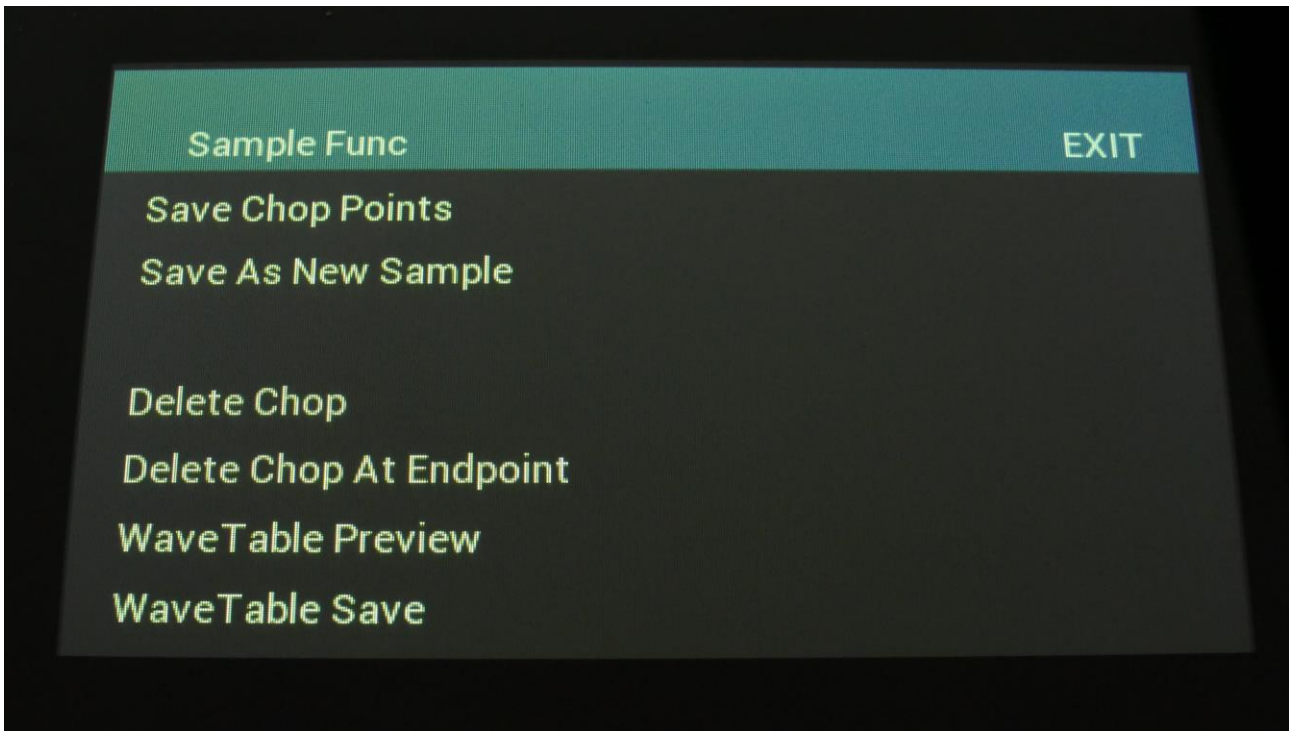 Sample Func EXIT
Save Chop Points
Save As New Sample
Delete Chop
Delete Chop At Endpoint
WaveTable Preview
WaveTable Save